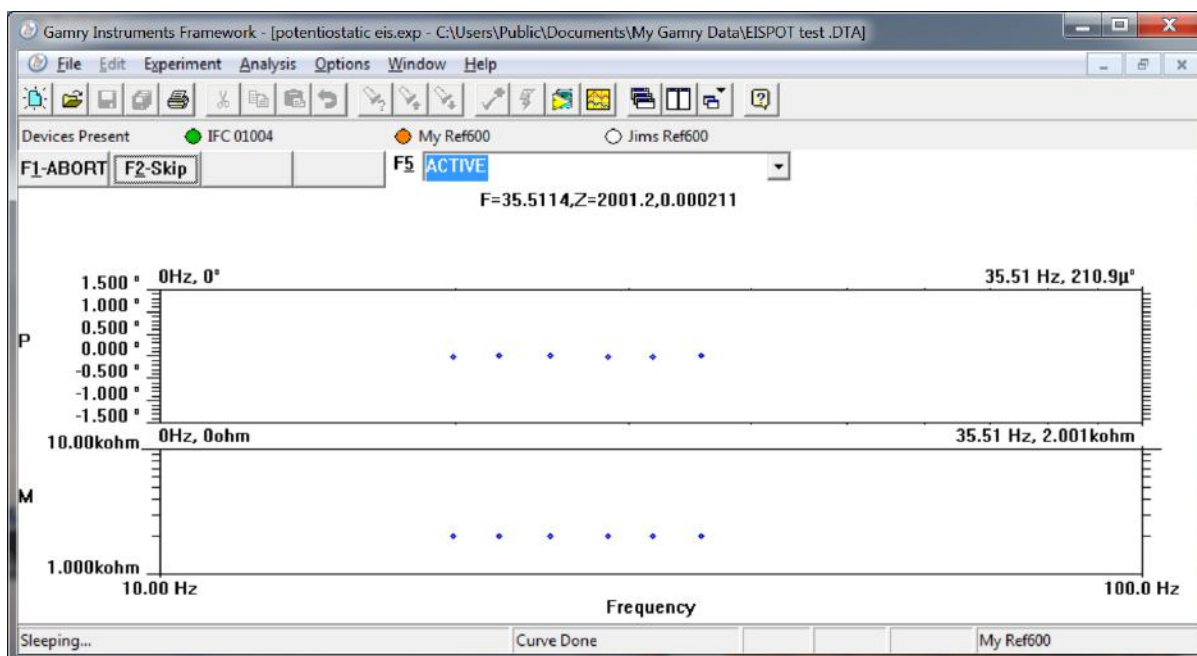 Gamry Instruments Framework - [potentiostatic eis.exp - C:\Users\Public\Documents\My Gamry Data\EISPOT test .DTA]
File Edit Experiment Analysis Options Window Help
Devices Present IFC 01004 My Ref600 Jims Ref600
F1-ABORT F2-Skip F5 ACTIVE
F=35.5114,Z=2001.2,0.000211
0Hz, 0° 35.51 Hz, 210.9µ°
1.500 °
1.000 °
0.500 °
P
0.000 °
-0.500 °
-1.000 °
-1.500 °
10.00kohm 0Hz, 0ohm 35.51 Hz, 2.001kohm
M
1.000kohm
10.00 Hz 100.0 Hz
Frequency
Sleeping... Curve Done My Ref600